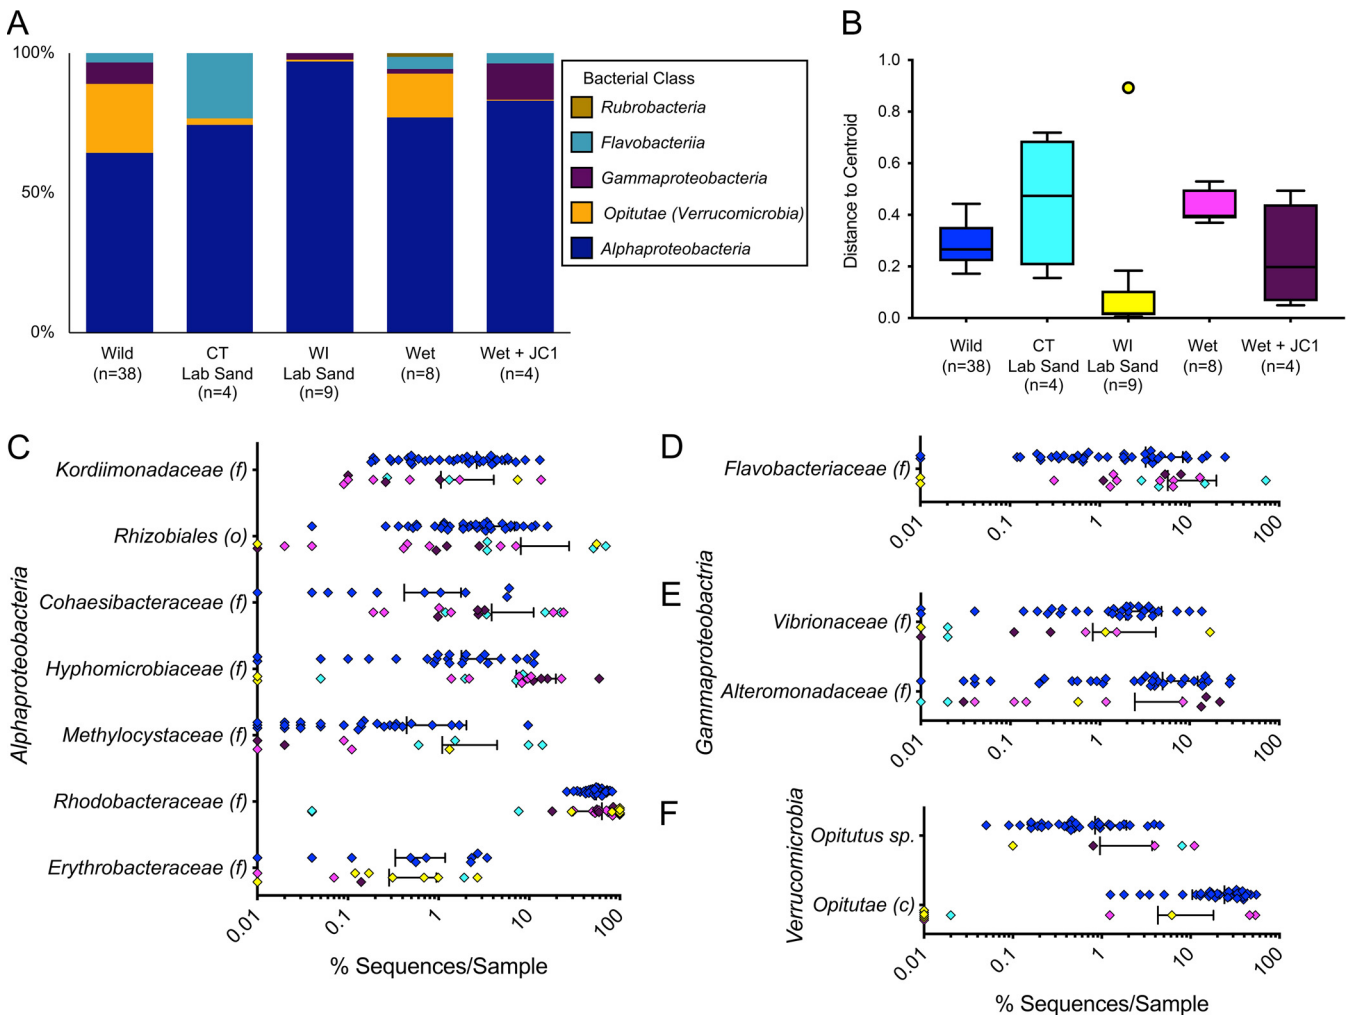 A
100%
50%
0%
Wild
(n=38)
CT
Lab Sand
(n=4)
WI
Lab Sand
(n=9)
Wet
(n=8)
Wet + JC1
(n=4)
Bacterial Class
Rubrobacteria
Flavobacteriia
Gammaproteobacteria
Opitutae (Verrucomicrobia)
Alphaproteobacteria
B
Distance to Centroid
1.0
0.8
0.6
0.4
0.2
0.0
Wild
(n=38)
CT
Lab Sand
(n=4)
WI
Lab Sand
(n=9)
Wet
(n=8)
Wet + JC1
(n=4)
C
Alphaproteobacteria
Kordiimonadaceae (f)
Rhizobiales (o)
Cohaesibacteraceae (f)
Hyphomicrobiaceae (f)
Methylocystaceae (f)
Rhodobacteraceae (f)
Erythrobacteraceae (f)
0.01
0.1
1
10
100
% Sequences/Sample
D
Flavobacteriaceae (f)
0.01
0.1
1
10
100
E
Gammaproteobactria
Vibrionaceae (f)
Alteromonadaceae (f)
0.01
0.1
1
10
100
F
Verrucomicrobia
Opitutus sp.
Opitutae (c)
0.01
0.1
1
10
100
% Sequences/Sample